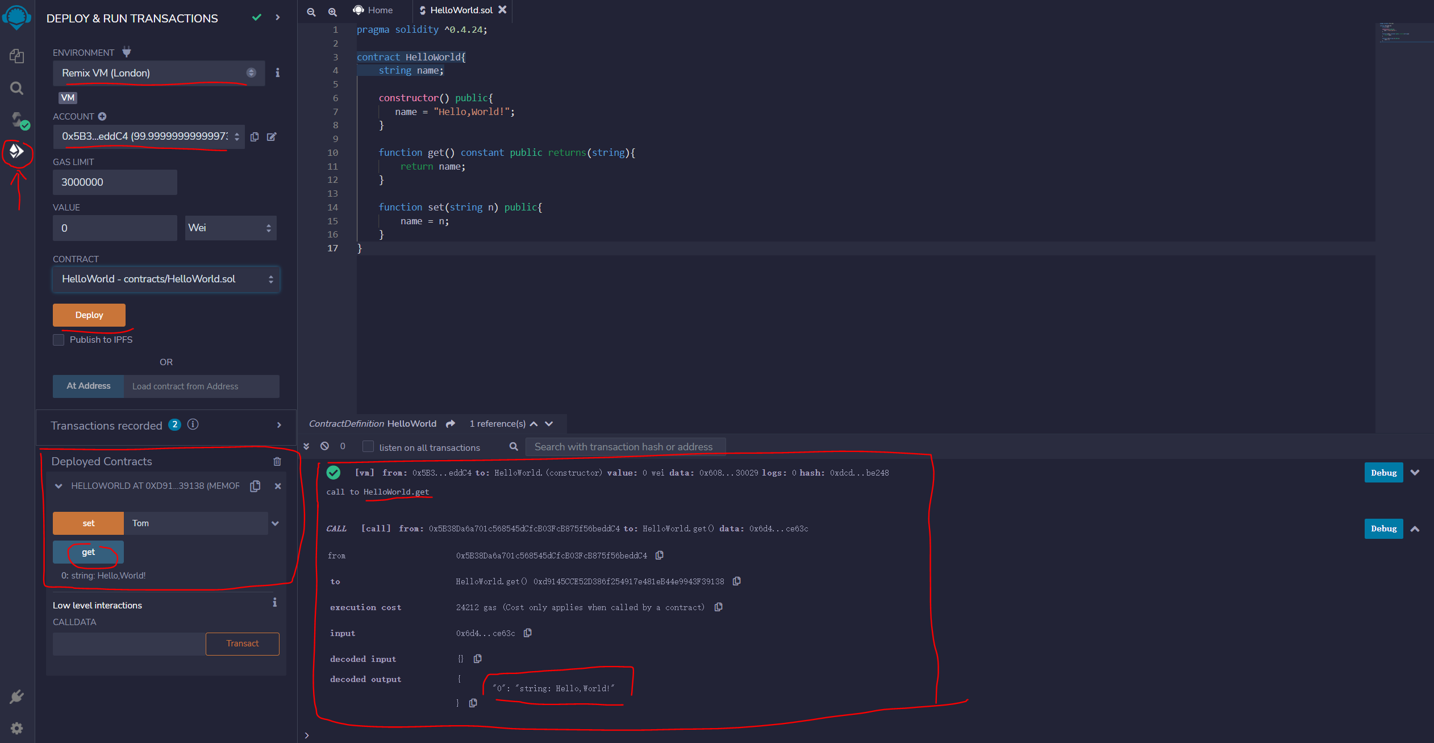 DEPLOY & RUN TRANSACTIONS
ENVIRONMENT
Remix VM (London)
VM
ACCOUNT
0x5B3...eddC4 (99.9999999999997
GAS LIMIT
3000000
VALUE
0
Wei
CONTRACT
HelloWorld - contracts/HelloWorld.sol
Deploy
Publish to IPFS
OR
At Address
Load contract from Address
Transactions recorded 2
Deployed Contracts
HELLOWORLD AT 0XD91...39138 (MEMOR
set
Tom
get
0: string: Hello,World!
Low level interactions
CALLDATA
Transact
Home
HelloWorld.sol
1 pragma solidity ^0.4.24;
2
3 contract HelloWorld{
4 string name;
5
6 constructor() public{
7 name = "Hello,World!";
8 }
9
10 function get() constant public returns(string){
11 return name;
12 }
13
14 function set(string n) public{
15 name = n;
16 }
17 }
ContractDefinition HelloWorld 1 reference(s)
0 listen on all transactions Search with transaction hash or address
[vm] from: 0x5B3...eddC4 to: HelloWorld.(constructor) value: 0 wei data: 0x608...30029 logs: 0 hash: 0xdcd...be248
Debug
call to HelloWorld.get
CALL [call] from: 0x5B38Da6a701c568545dCfcB03FcB875f56beddC4 to: HelloWorld.get() data: 0x6d4...ce63c
Debug
from 0x5B38Da6a701c568545dCfcB03FcB875f56beddC4
to HelloWorld.get() 0xd9145CCE52D386f254917e481eB44e9943F39138
execution cost 24212 gas (Cost only applies when called by a contract)
input 0x6d4...ce63c
decoded input {}
decoded output {
"0": "string: Hello,World!"
}